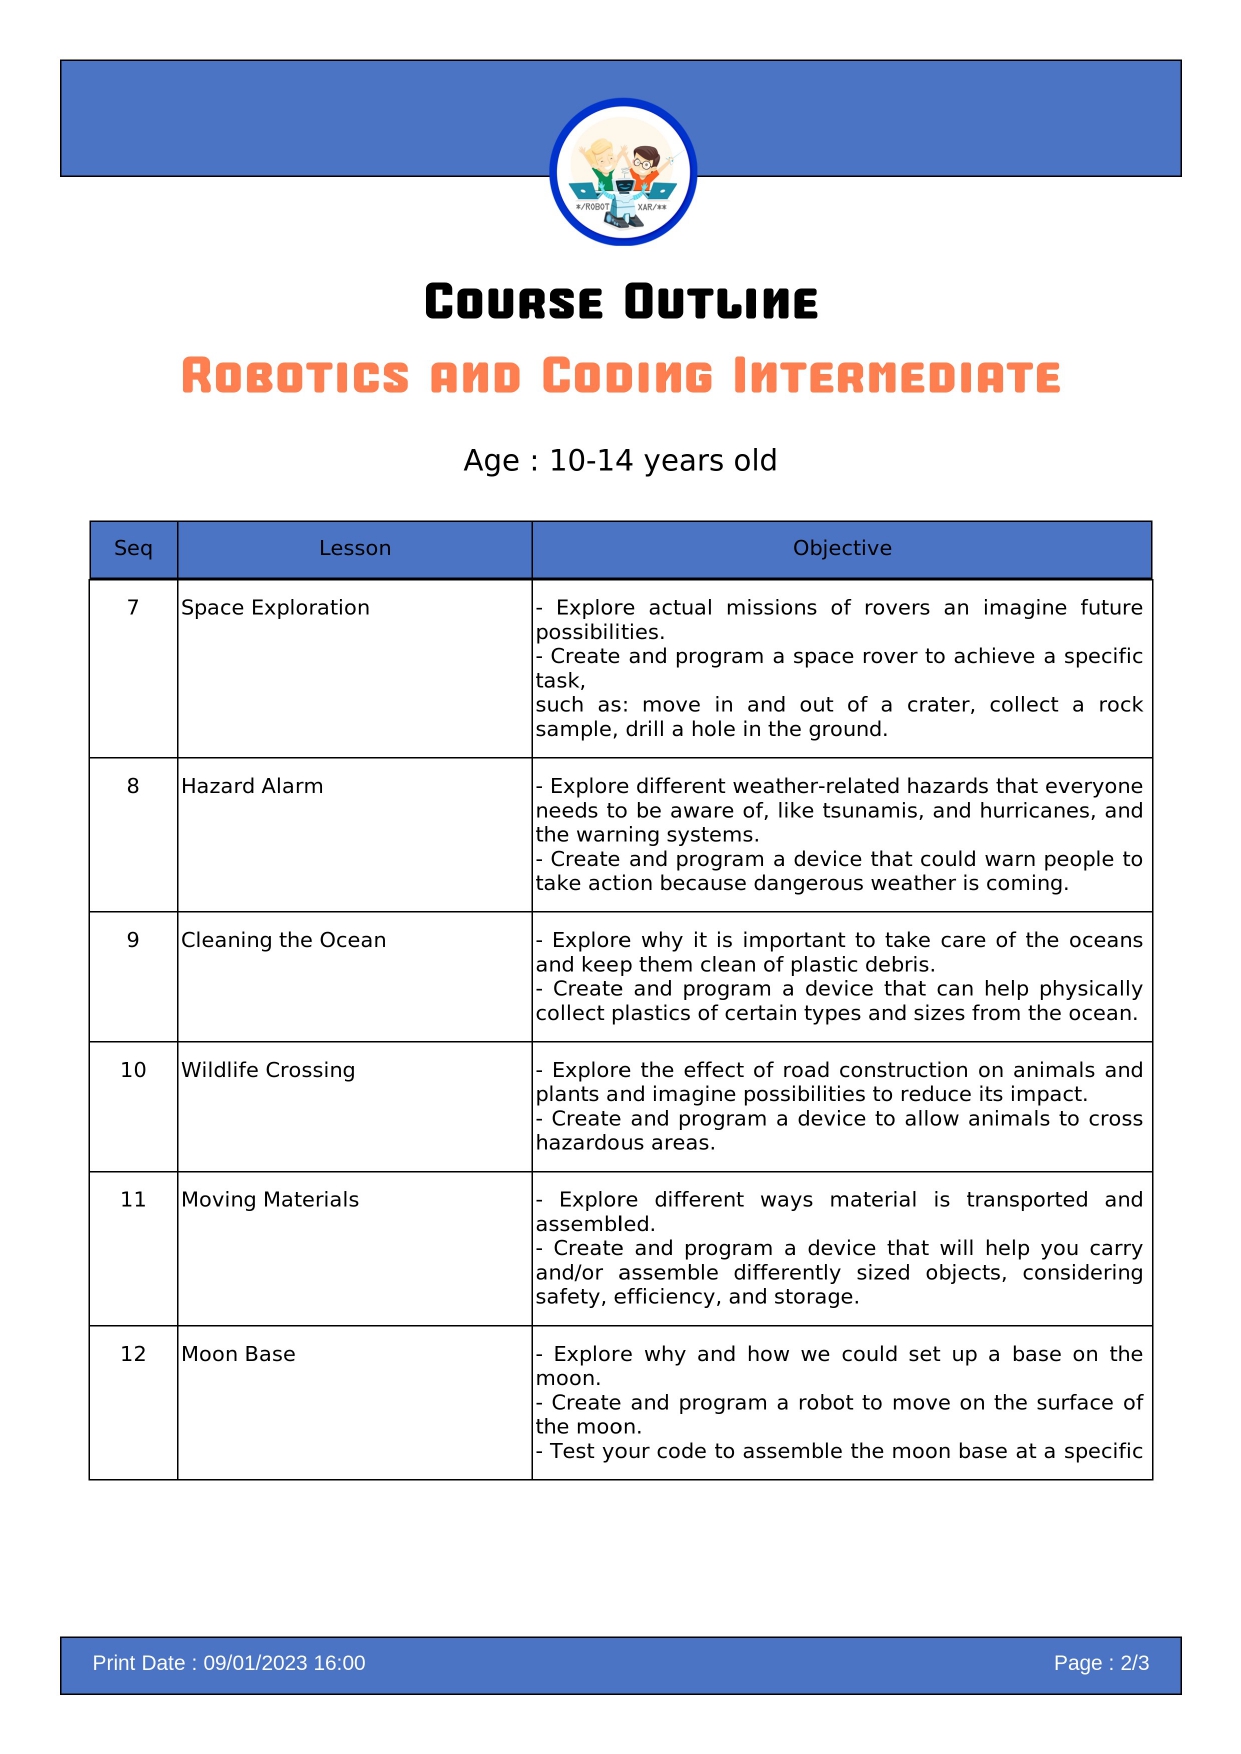 */ROBOT XAR/**
Course Outline
Robotics and Coding Intermediate
Age : 10-14 years old
Seq Lesson Objective
7 Space Exploration - Explore actual missions of rovers an imagine future
possibilities.
- Create and program a space rover to achieve a specific
task,
such as: move in and out of a crater, collect a rock
sample, drill a hole in the ground.
8 Hazard Alarm - Explore different weather-related hazards that everyone
needs to be aware of, like tsunamis, and hurricanes, and
the warning systems.
- Create and program a device that could warn people to
take action because dangerous weather is coming.
9 Cleaning the Ocean - Explore why it is important to take care of the oceans
and keep them clean of plastic debris.
- Create and program a device that can help physically
collect plastics of certain types and sizes from the ocean.
10 Wildlife Crossing - Explore the effect of road construction on animals and
plants and imagine possibilities to reduce its impact.
- Create and program a device to allow animals to cross
hazardous areas.
11 Moving Materials - Explore different ways material is transported and
assembled.
- Create and program a device that will help you carry
and/or assemble differently sized objects, considering
safety, efficiency, and storage.
12 Moon Base - Explore why and how we could set up a base on the
moon.
- Create and program a robot to move on the surface of
the moon.
- Test your code to assemble the moon base at a specific
Print Date : 09/01/2023 16:00 Page : 2/3